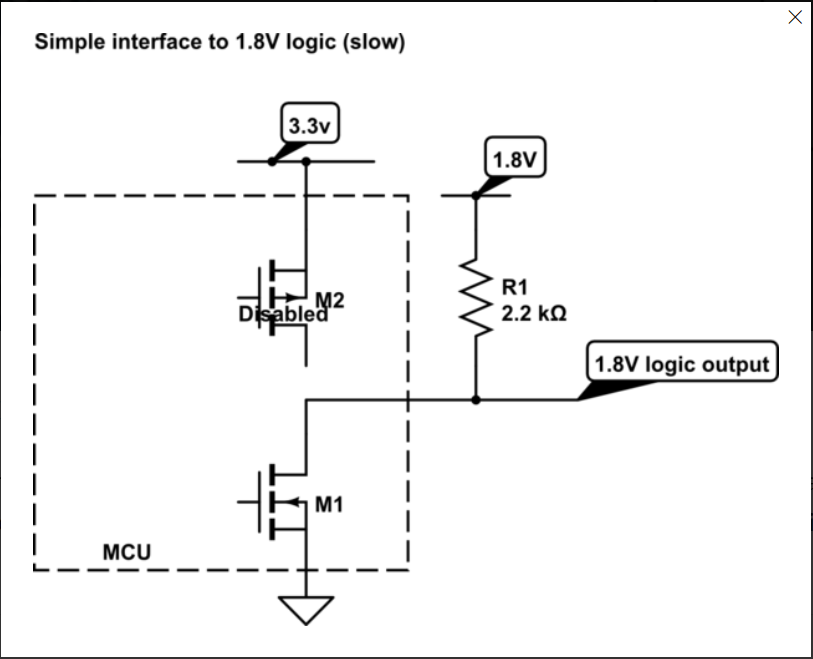 Simple interface to 1.8V logic (slow)
3.3v
1.8V
M2
Disabled
R1
2.2 kΩ
1.8V logic output
M1
MCU